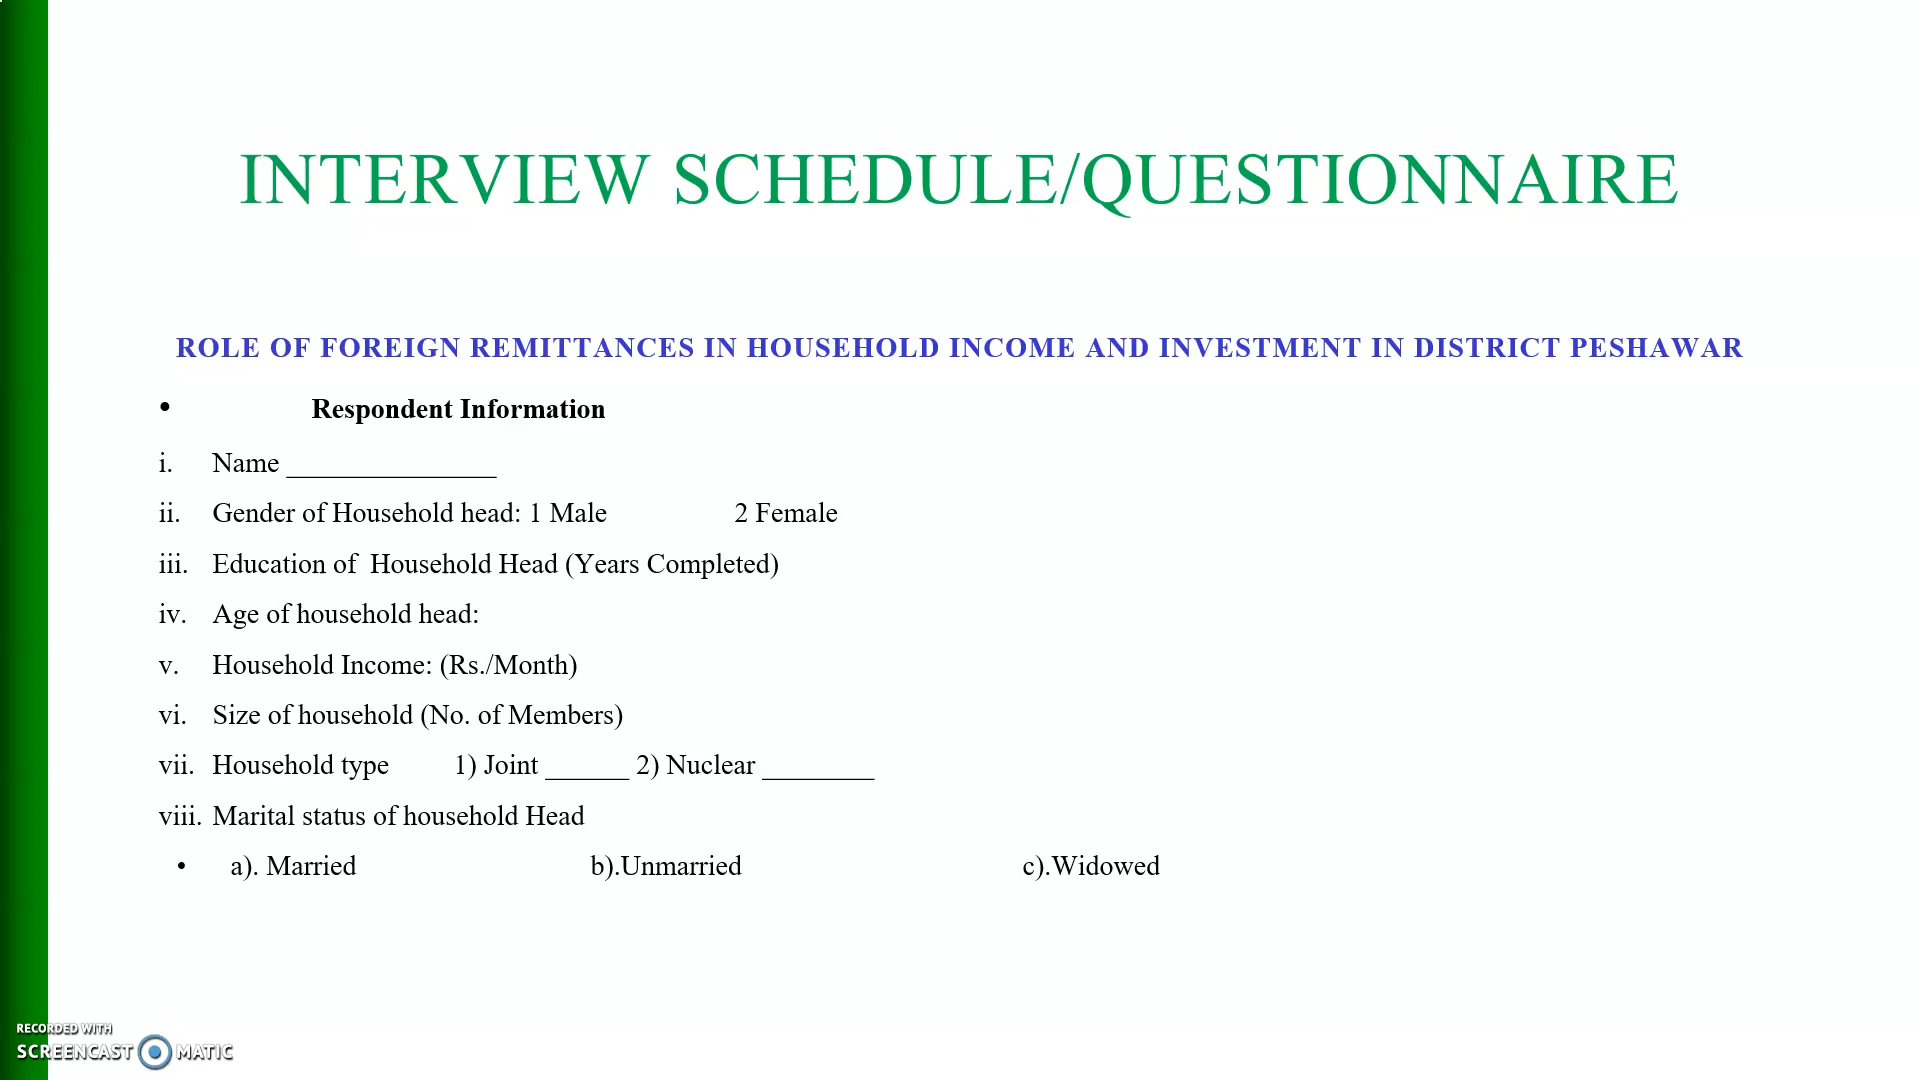 INTERVIEW SCHEDULE/QUESTIONNAIRE
ROLE OF FOREIGN REMITTANCES IN HOUSEHOLD INCOME AND INVESTMENT IN DISTRICT PESHAWAR
• Respondent Information
i. Name _______________
ii. Gender of Household head: 1 Male 2 Female
iii. Education of Household Head (Years Completed)
iv. Age of household head:
v. Household Income: (Rs./Month)
vi. Size of household (No. of Members)
vii. Household type 1) Joint ______ 2) Nuclear ________
viii. Marital status of household Head
• a). Married b).Unmarried c).Widowed
RECORDED WITH
SCREENCAST MATIC